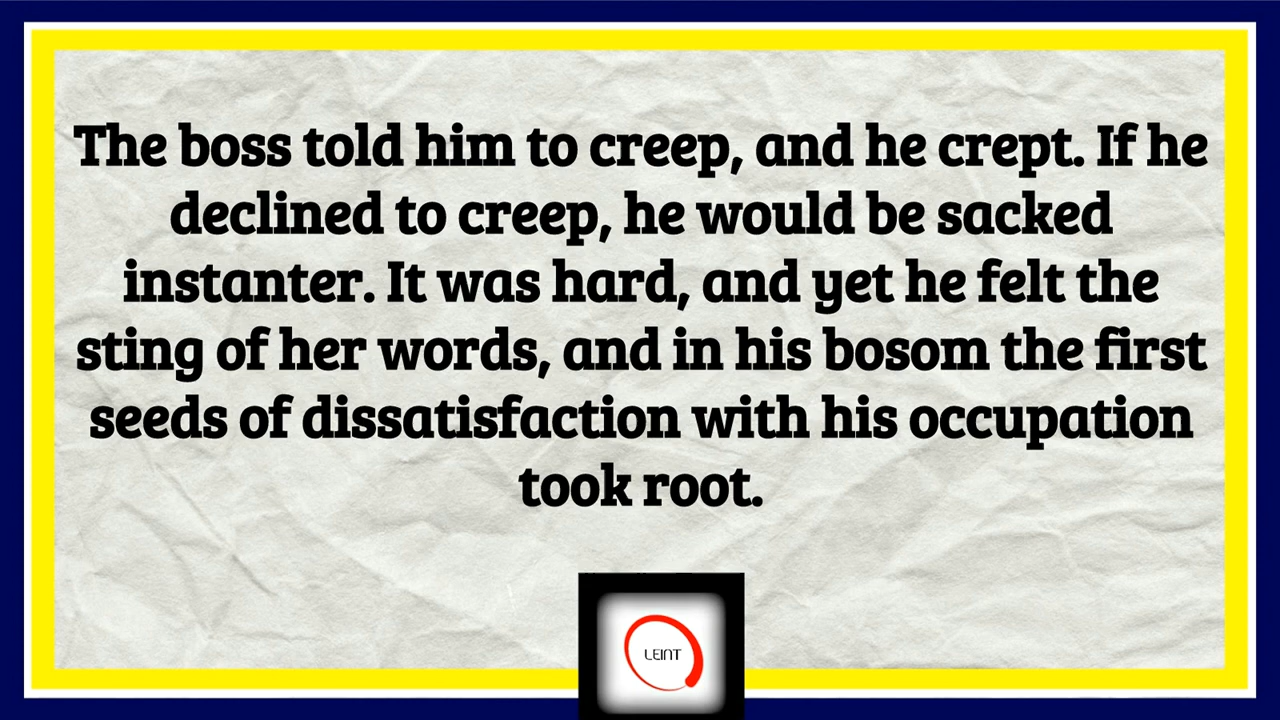 The boss told him to creep, and he crept. If he
declined to creep, he would be sacked
instanter. It was hard, and yet he felt the
sting of her words, and in his bosom the first
seeds of dissatisfaction with his occupation
took root.
LEINT